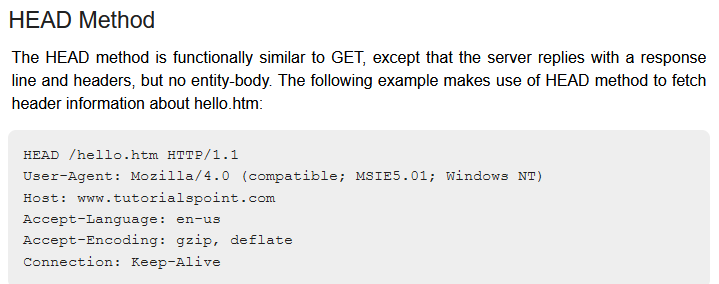 HEAD Method
The HEAD method is functionally similar to GET, except that the server replies with a response
line and headers, but no entity-body. The following example makes use of HEAD method to fetch
header information about hello.htm:
HEAD /hello.htm HTTP/1.1
User-Agent: Mozilla/4.0 (compatible; MSIE5.01; Windows NT)
Host: www.tutorialspoint.com
Accept-Language: en-us
Accept-Encoding: gzip, deflate
Connection: Keep-Alive